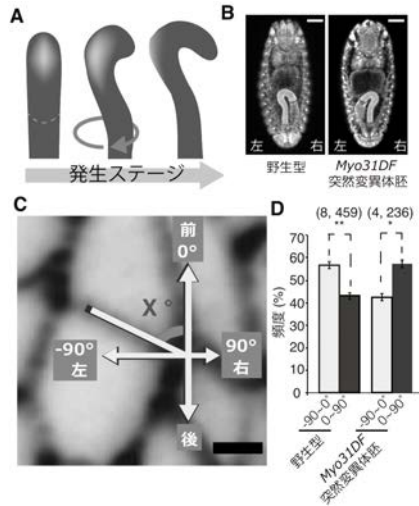 A
発生ステージ
B
左
右
野生型
Myo31DF
突然変異体胚
C
前
0°
X°
-90°
左
90°
右
後
D
(8, 459) (4, 236)
** *
頻度 (%)
70
60
50
40
30
20
10
0
-90~0°
0~90°
-90~0°
0~90°
野生型
Myo31DF
突然変異体胚